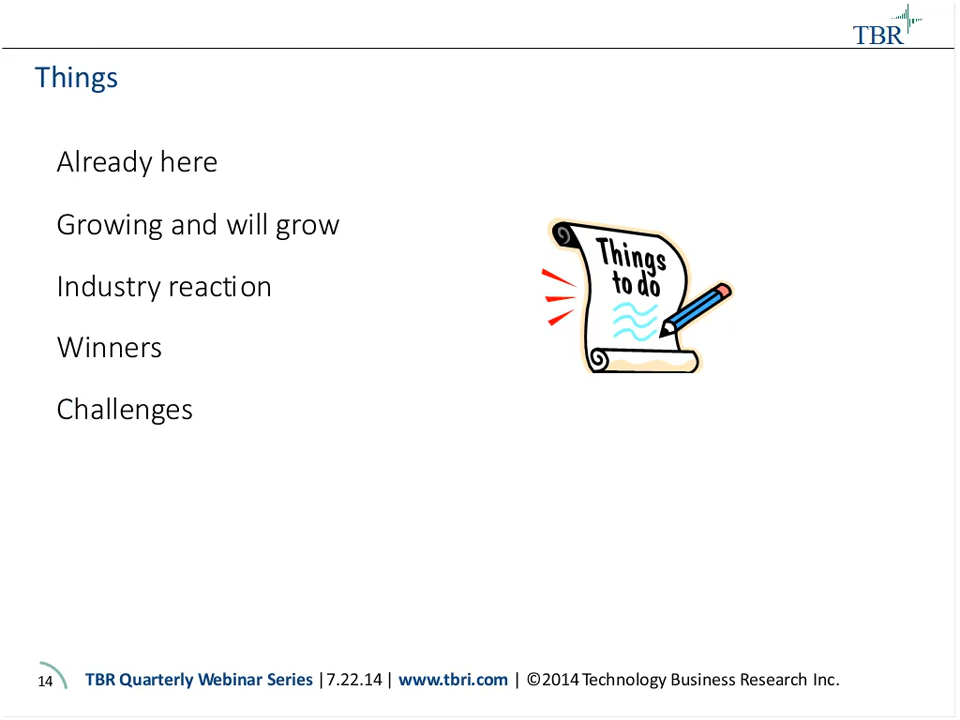 TBR
Things
Already here
Growing and will grow
Industry reaction
Winners
Challenges
Things
to do
14 TBR Quarterly Webinar Series | 7.22.14 | www.tbri.com | ©2014 Technology Business Research Inc.